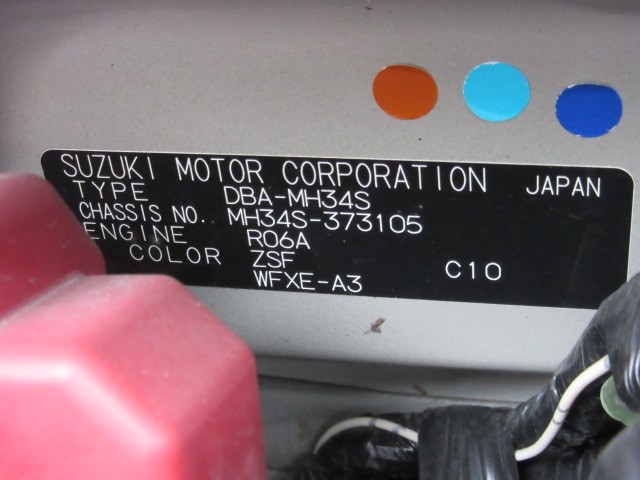 SUZUKI MOTOR CORPORATION JAPAN
TYPE DBA-MH34S
CHASSIS NO. MH34S-373105
ENGINE R06A
COLOR ZSF
WFXE-A3 C10